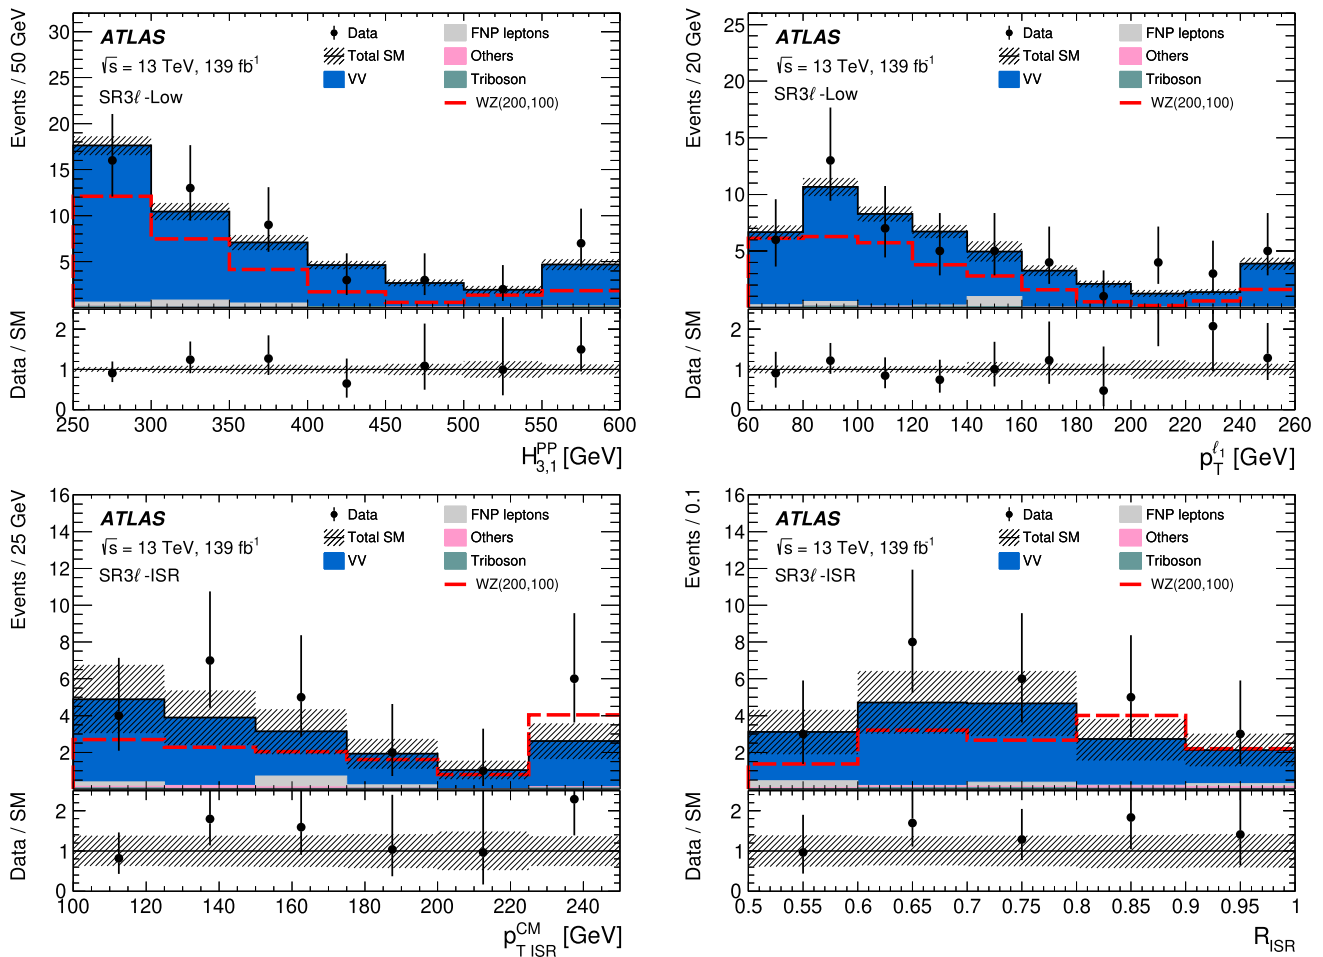 Events / 50 GeV
ATLAS
√s = 13 TeV, 139 fb-1
SR3ℓ -Low
Data
Total SM
VV
FNP leptons
Others
Triboson
WZ(200,100)
30
25
20
15
10
5
Data / SM
2
1
0
250 300 350 400 450 500 550 600
H PP 3,1 [GeV]
Events / 20 GeV
ATLAS
√s = 13 TeV, 139 fb-1
SR3ℓ -Low
Data
Total SM
VV
FNP leptons
Others
Triboson
WZ(200,100)
25
20
15
10
5
Data / SM
2
1
0
60 80 100 120 140 160 180 200 220 240 260
p ℓ1 T [GeV]
Events / 25 GeV
ATLAS
√s = 13 TeV, 139 fb-1
SR3ℓ -ISR
Data
Total SM
VV
FNP leptons
Others
Triboson
WZ(200,100)
16
14
12
10
8
6
4
2
Data / SM
2
1
0
100 120 140 160 180 200 220 240
p CM T ISR [GeV]
Events / 0.1
ATLAS
√s = 13 TeV, 139 fb-1
SR3ℓ -ISR
Data
Total SM
VV
FNP leptons
Others
Triboson
WZ(200,100)
16
14
12
10
8
6
4
2
Data / SM
2
1
0
0.5 0.55 0.6 0.65 0.7 0.75 0.8 0.85 0.9 0.95 1
R ISR